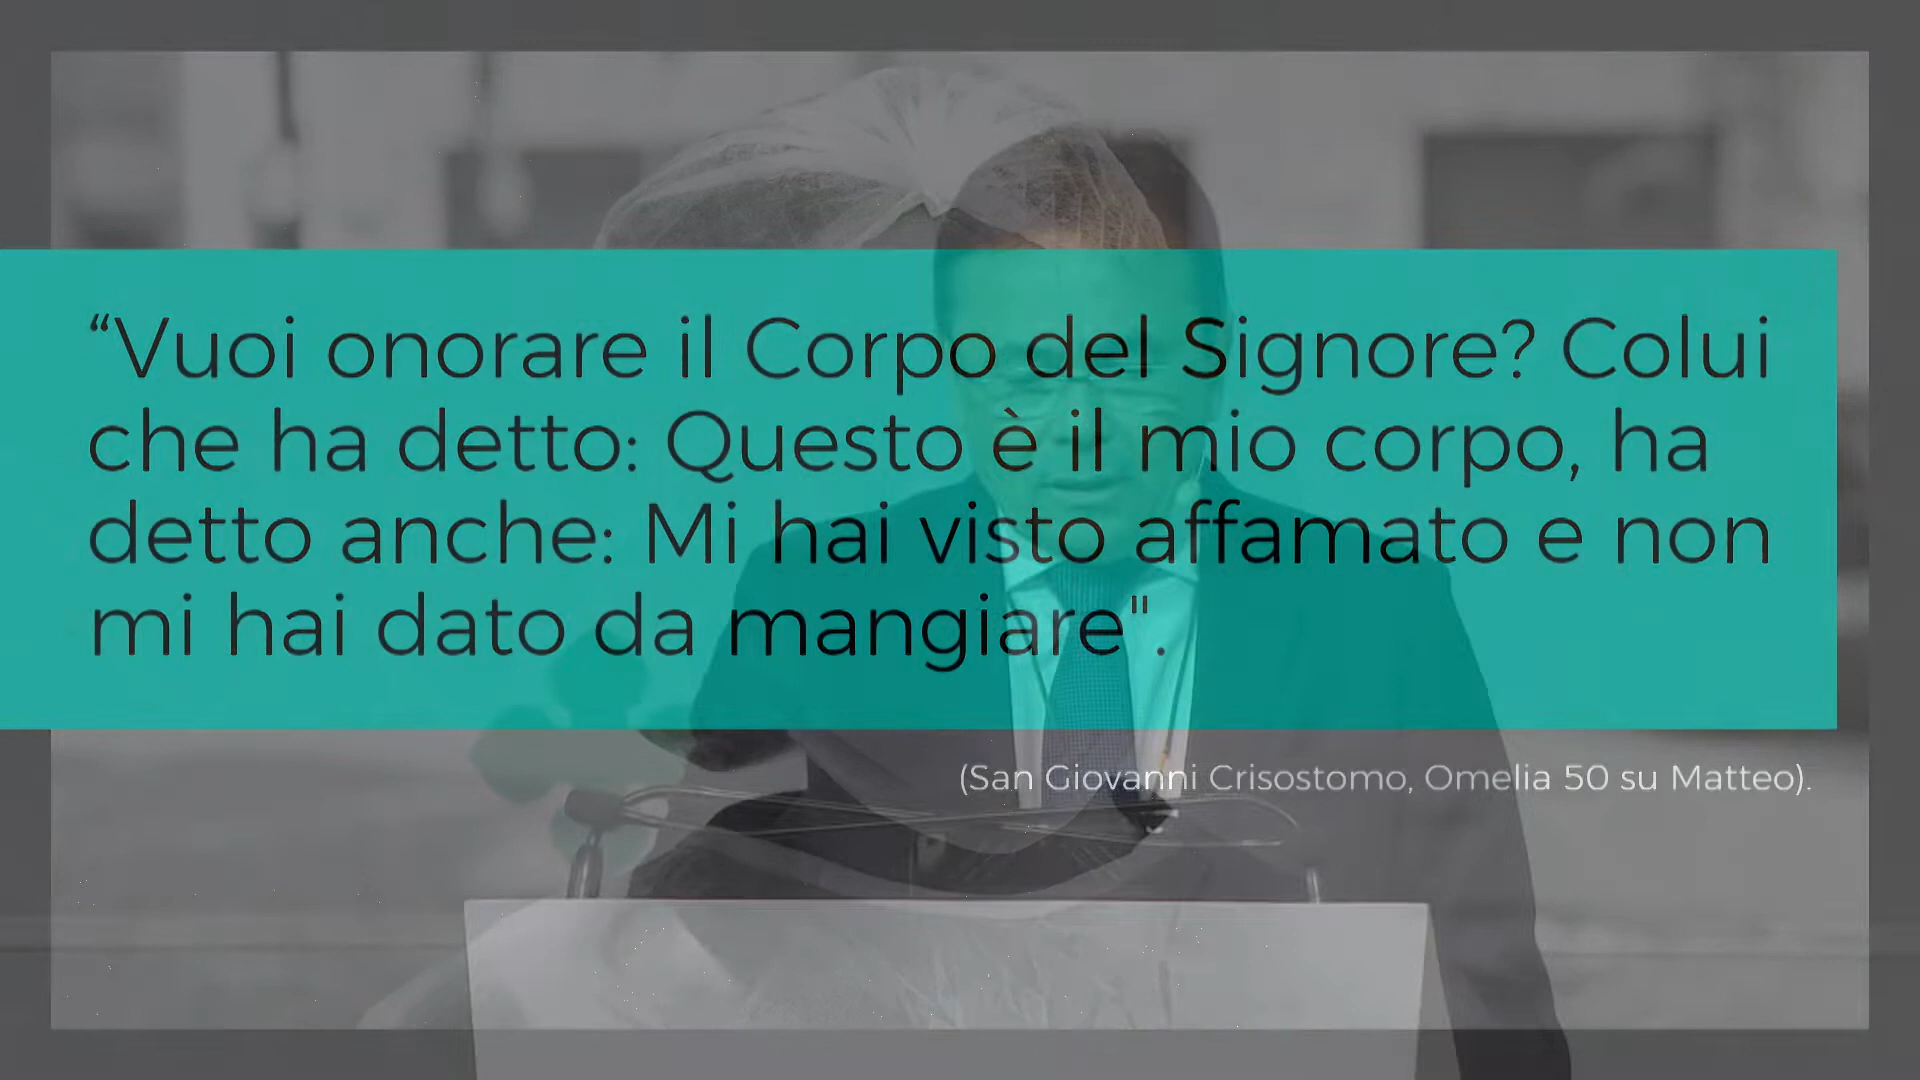 “Vuoi onorare il Corpo del Signore? Colui
che ha detto: Questo è il mio corpo, ha
detto anche: Mi hai visto affamato e non
mi hai dato da mangiare".
(San Giovanni Crisostomo, Omelia 50 su Matteo).